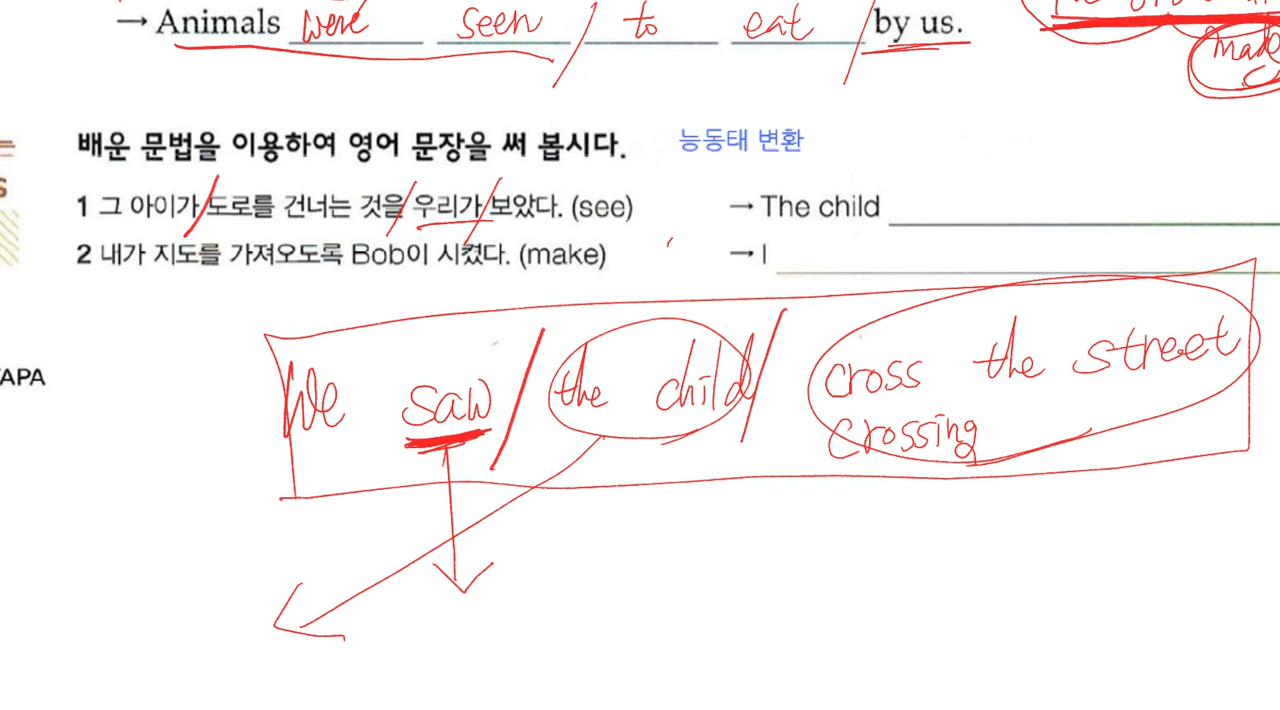 → Animals were seen / to eat / by us.
made
배운 문법을 이용하여 영어 문장을 써 봅시다. 능동태 변환
S
1 그 아이가/도로를 건너는 것을/우리가/보았다. (see) → The child
2 내가 지도를 가져오도록 Bob이 시켰다. (make) → I
We saw / the child / cross the street
crossing
TAPA